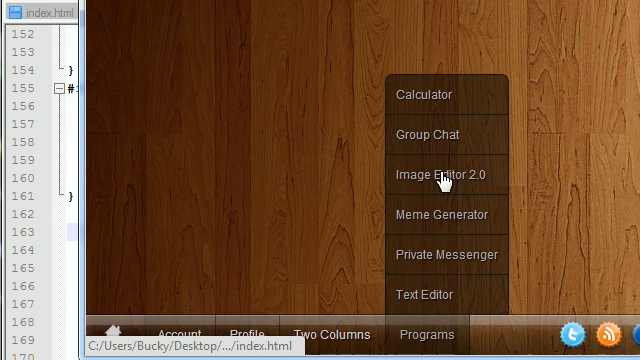 index.html
152
153
154 }
155 #
156
157
158
159
160
161 }
162
163
164
165
166
167
168
169
170
Calculator
Group Chat
Image Editor 2.0
Meme Generator
Private Messenger
Text Editor
Account Profile Two Columns Programs
C:/Users/Bucky/Desktop/.../index.html